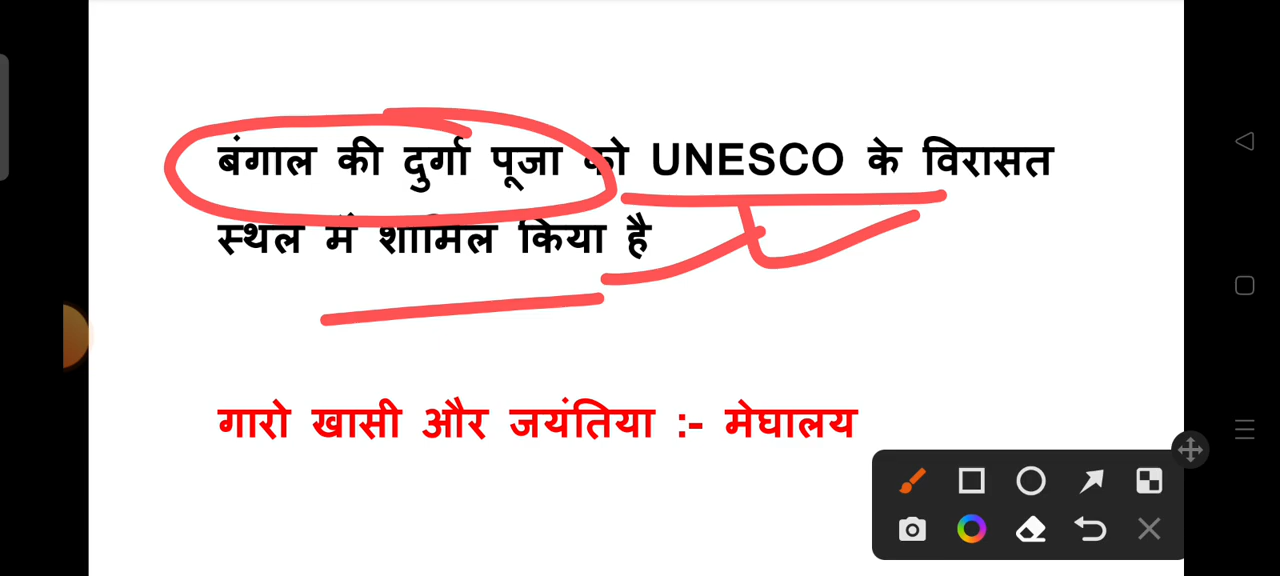 बंगाल की दुर्गा पूजा को UNESCO के विरासत
स्थल में शामिल किया है
गारो खासी और जयंतिया :- मेघालय